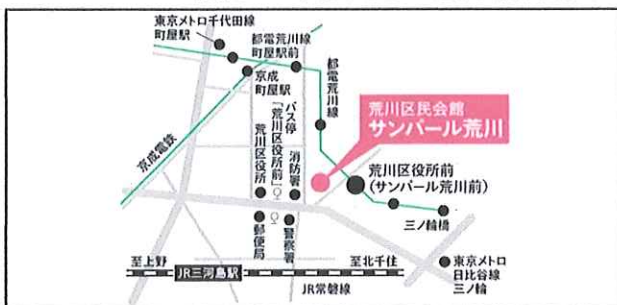 東京メトロ千代田線
町屋駅
都電荒川線
町屋駅前
京成
町屋駅
都電荒川線
京成電鉄
荒川区役所
バス停
「荒川区役所前」
消防署
荒川区民会館
サンパール荒川
荒川区役所前
(サンパール荒川前)
三ノ輪橋
郵便局
警察署
至上野
JR三河島駅
至北千住
JR常磐線
東京メトロ
日比谷線
三ノ輪